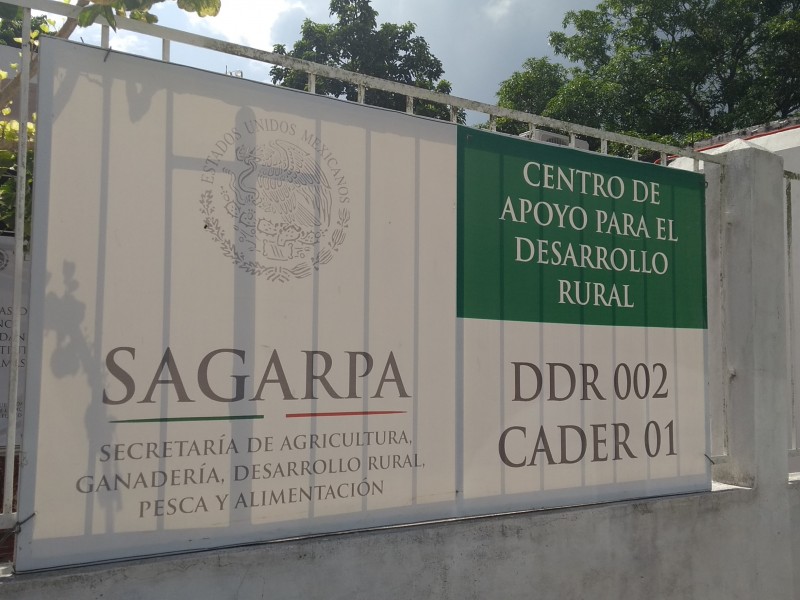 ESTADOS UNIDOS MEXICANOS
SAGARPA
SECRETARÍA DE AGRICULTURA,
GANADERÍA, DESARROLLO RURAL,
PESCA Y ALIMENTACIÓN
CENTRO DE
APOYO PARA EL
DESARROLLO
RURAL
DDR 002
CADER 01